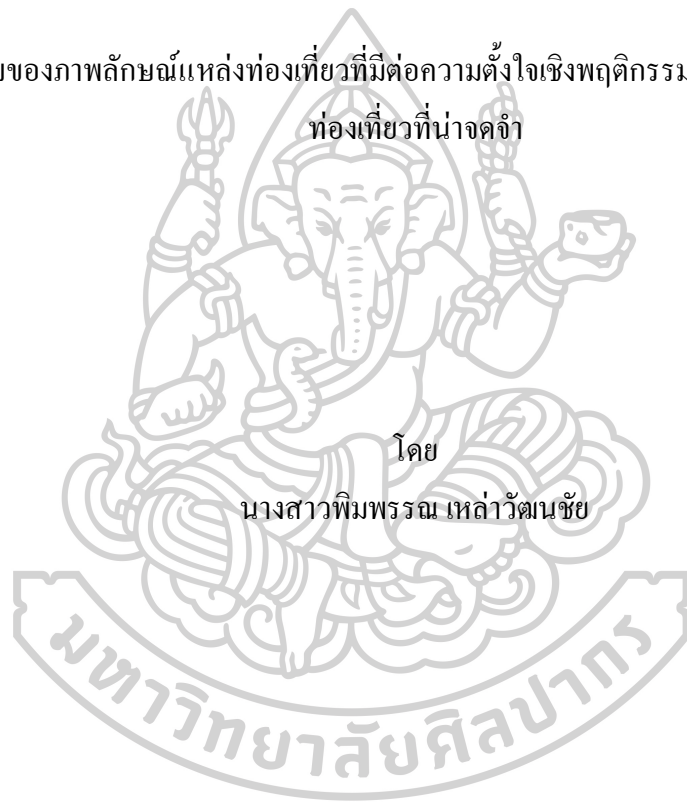 ของภาพลักษณ์แหล่งท่องเที่ยวที่มีต่อความตั้งใจเชิงพฤติกรรม
ท่องเที่ยวที่น่าจดจำ
โดย
นางสาวพิมพรรณ เหล่าวัฒนชัย
มหาวิทยาลัยศิลปากร